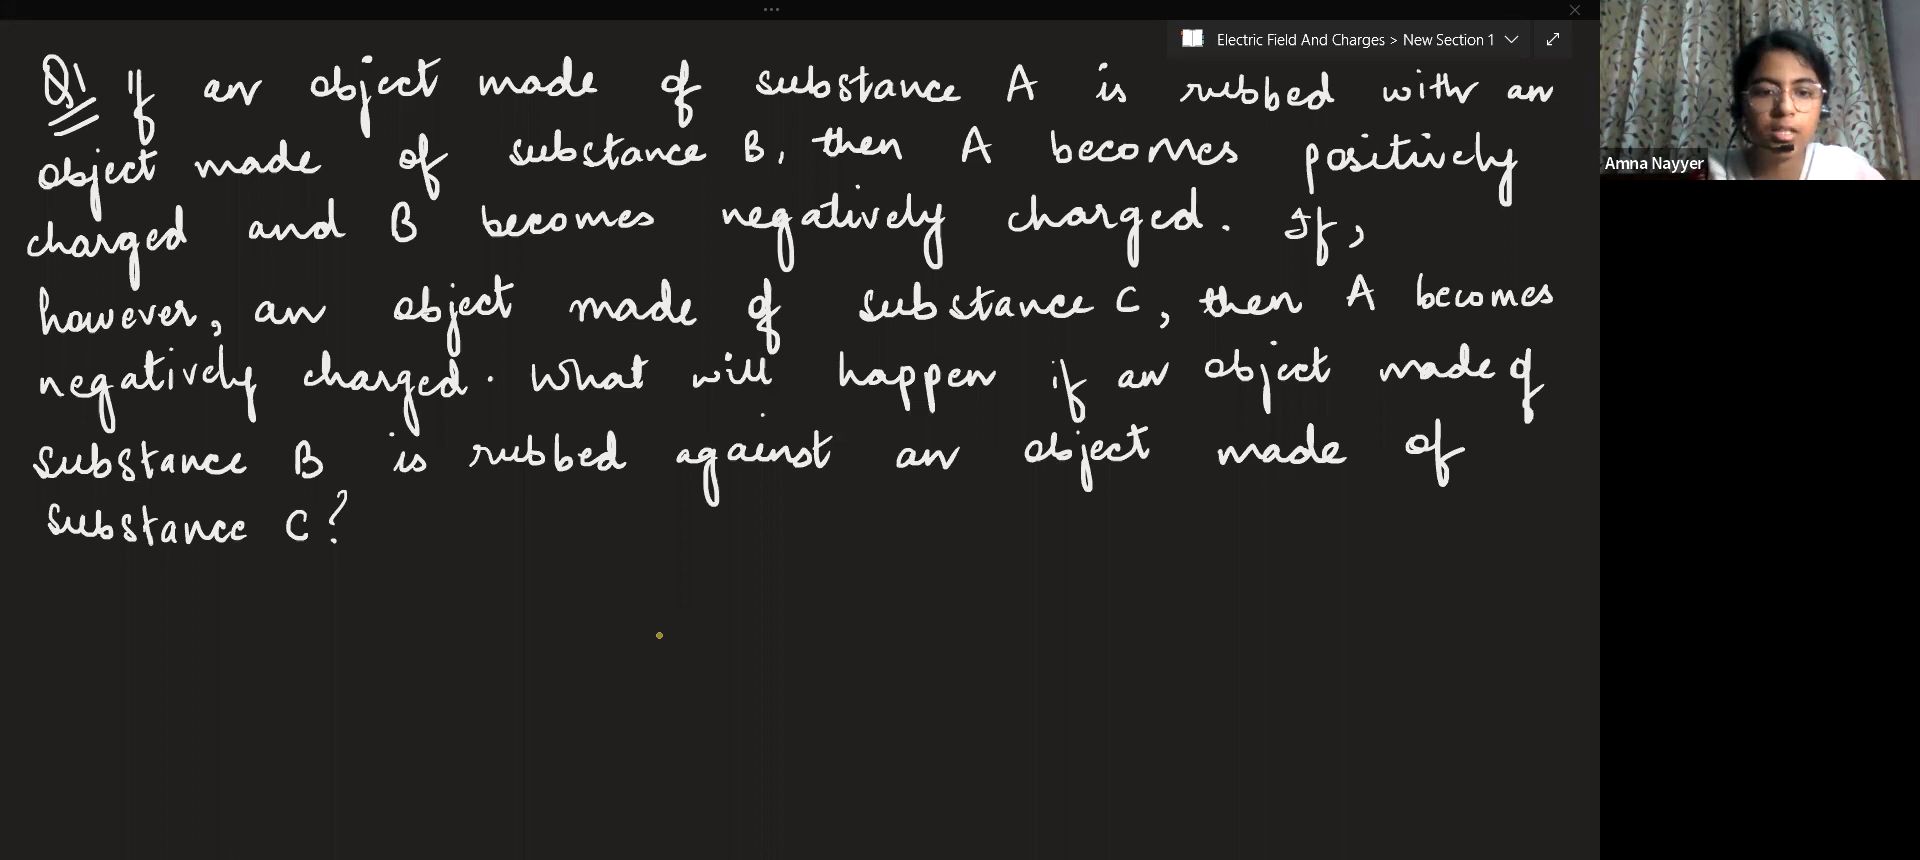 Electric Field And Charges > New Section 1
Q1 If an object made of substance A is rubbed with an
object made of substance B, then A becomes positively
charged and B becomes negatively charged. If,
however, an object made of substance C, then A becomes
negatively charged. What will happen if an object made of
substance B is rubbed against an object made of
substance C?
Amna Nayyer